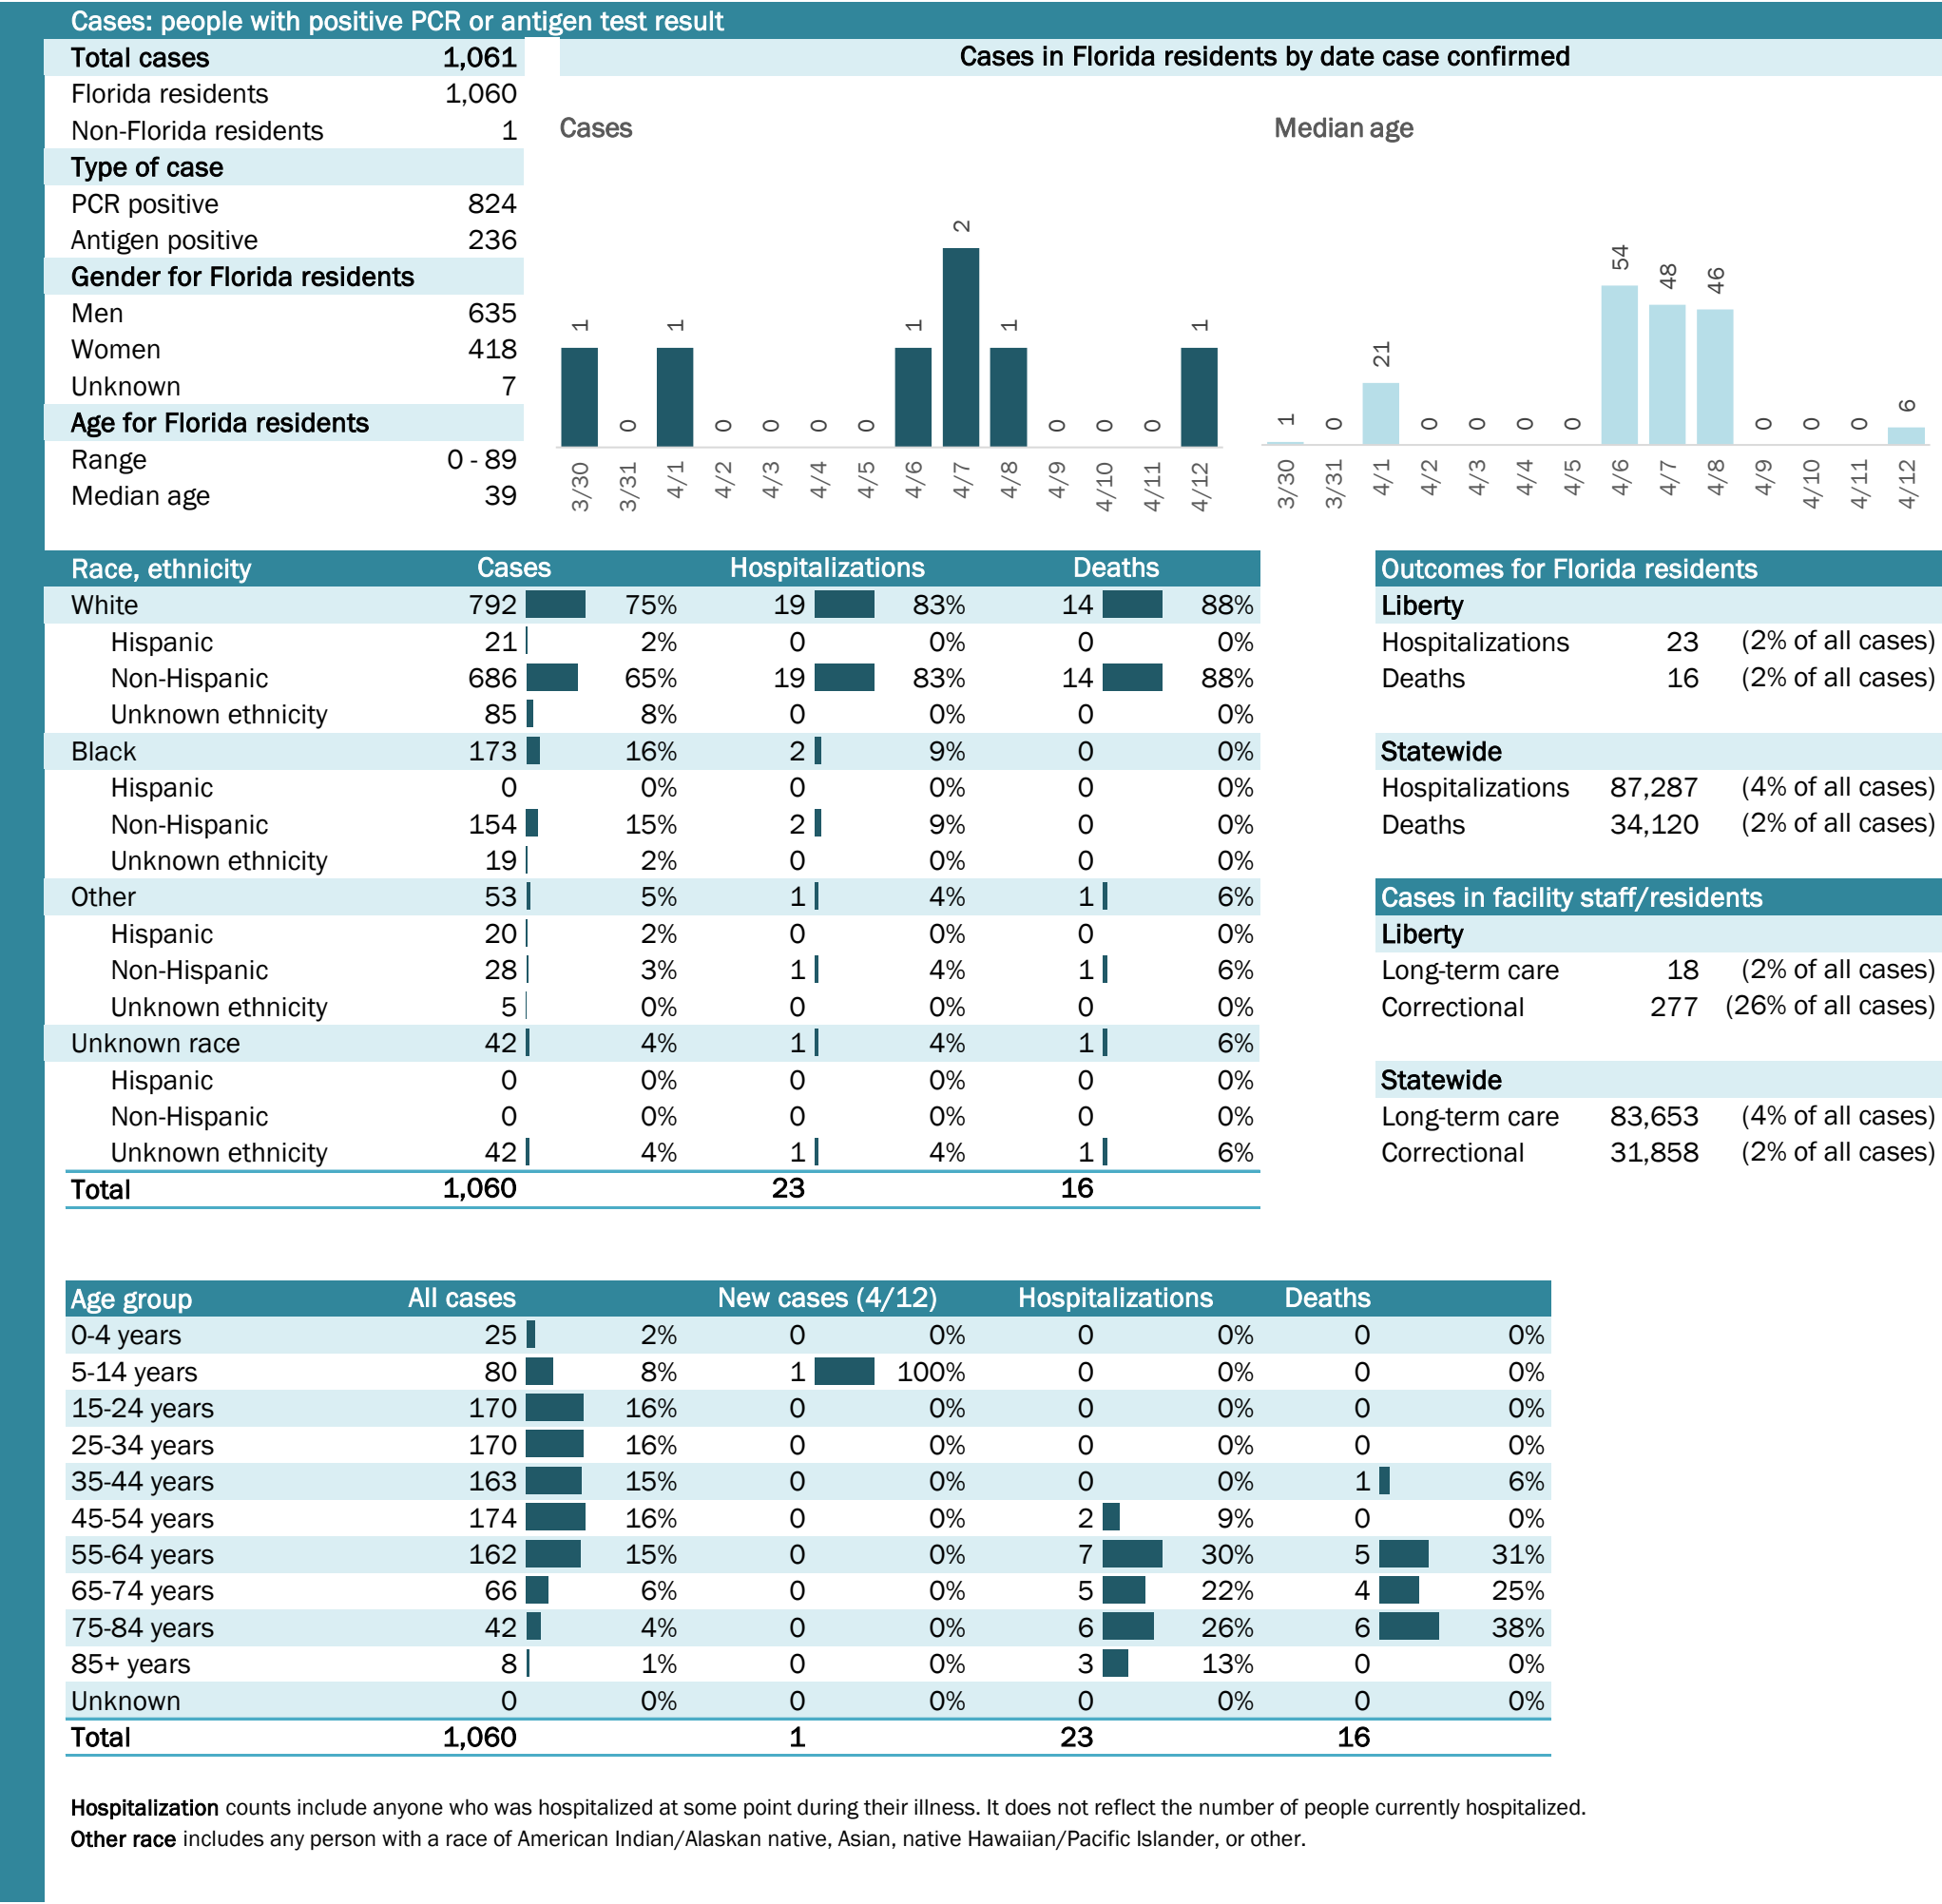 Cases: people with positive PCR or antigen test result
Total cases 1,061
Florida residents 1,060
Non-Florida residents 1
Type of case
PCR positive 824
Antigen positive 236
Gender for Florida residents
Men 635
Women 418
Unknown 7
Age for Florida residents
Range 0 - 89
Median age 39
Cases in Florida residents by date case confirmed
Cases
1 0 1 0 0 0 0 1 2 1 0 0 0 1
3/30 3/31 4/1 4/2 4/3 4/4 4/5 4/6 4/7 4/8 4/9 4/10 4/11 4/12
Median age
1 0 21 0 0 0 0 54 48 46 0 0 0 6
3/30 3/31 4/1 4/2 4/3 4/4 4/5 4/6 4/7 4/8 4/9 4/10 4/11 4/12
Race, ethnicity Cases Hospitalizations Deaths
White 792 75% 19 83% 14 88%
Hispanic 21 2% 0 0% 0 0%
Non-Hispanic 686 65% 19 83% 14 88%
Unknown ethnicity 85 8% 0 0% 0 0%
Black 173 16% 2 9% 0 0%
Hispanic 0 0% 0 0% 0 0%
Non-Hispanic 154 15% 2 9% 0 0%
Unknown ethnicity 19 2% 0 0% 0 0%
Other 53 5% 1 4% 1 6%
Hispanic 20 2% 0 0% 0 0%
Non-Hispanic 28 3% 1 4% 1 6%
Unknown ethnicity 5 0% 0 0% 0 0%
Unknown race 42 4% 1 4% 1 6%
Hispanic 0 0% 0 0% 0 0%
Non-Hispanic 0 0% 0 0% 0 0%
Unknown ethnicity 42 4% 1 4% 1 6%
Total 1,060 23 16
Outcomes for Florida residents
Liberty
Hospitalizations 23 (2% of all cases)
Deaths 16 (2% of all cases)
Statewide
Hospitalizations 87,287 (4% of all cases)
Deaths 34,120 (2% of all cases)
Cases in facility staff/residents
Liberty
Long-term care 18 (2% of all cases)
Correctional 277 (26% of all cases)
Statewide
Long-term care 83,653 (4% of all cases)
Correctional 31,858 (2% of all cases)
Age group All cases New cases (4/12) Hospitalizations Deaths
0-4 years 25 2% 0 0% 0 0% 0 0%
5-14 years 80 8% 1 100% 0 0% 0 0%
15-24 years 170 16% 0 0% 0 0% 0 0%
25-34 years 170 16% 0 0% 0 0% 0 0%
35-44 years 163 15% 0 0% 0 0% 1 6%
45-54 years 174 16% 0 0% 2 9% 0 0%
55-64 years 162 15% 0 0% 7 30% 5 31%
65-74 years 66 6% 0 0% 5 22% 4 25%
75-84 years 42 4% 0 0% 6 26% 6 38%
85+ years 8 1% 0 0% 3 13% 0 0%
Unknown 0 0% 0 0% 0 0% 0 0%
Total 1,060 1 23 16
Hospitalization counts include anyone who was hospitalized at some point during their illness. It does not reflect the number of people currently hospitalized.
Other race includes any person with a race of American Indian/Alaskan native, Asian, native Hawaiian/Pacific Islander, or other.